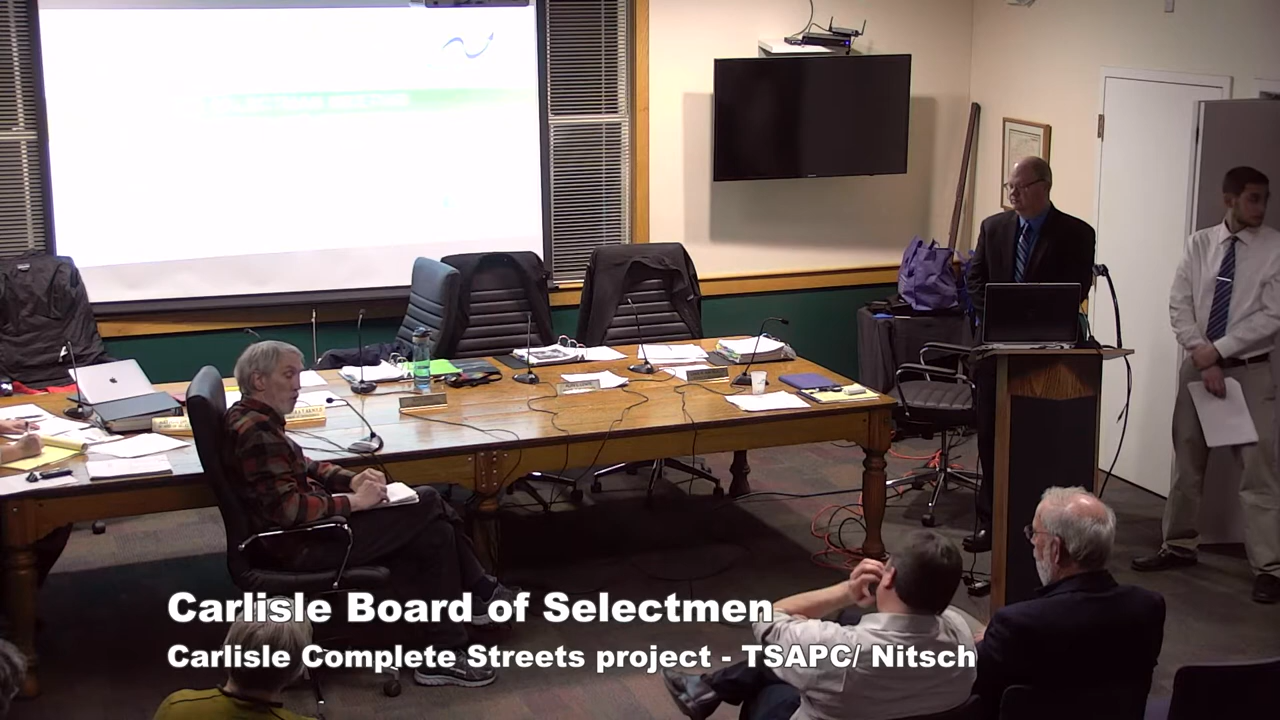 Carlisle Board of Selectmen
Carlisle Complete Streets project - TSAPC/ Nitsch